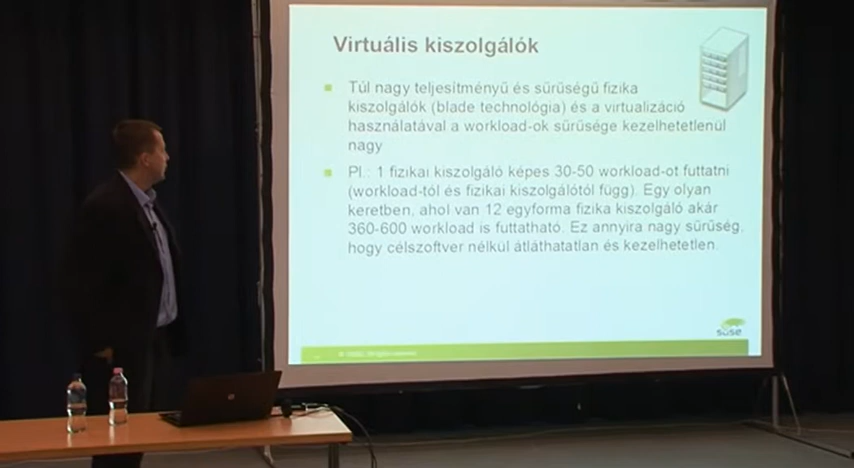 Virtuális kiszolgálók
Túl nagy teljesítményű és sűrűségű fizika
kiszolgálók (blade technológia) és a virtualizáció
használatával a workload-ok sűrűsége kezelhetetlenül
nagy
Pl.: 1 fizikai kiszolgáló képes 30-50 workload-ot futtatni
(workload-tól és fizikai kiszolgálótól függ). Egy olyan
keretben, ahol van 12 egyforma fizika kiszolgáló akár
360-600 workload is futtatható. Ez annyira nagy sűrűség,
hogy célszoftver nélkül átláthatatlan és kezelhetetlen.
suse
hp